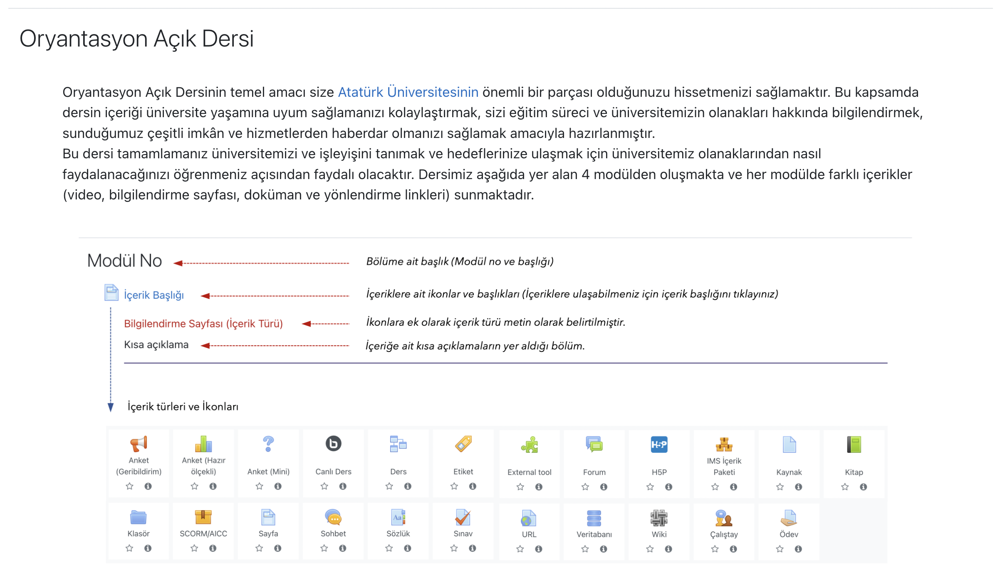 Oryantasyon Açık Dersi
Oryantasyon Açık Dersinin temel amacı size Atatürk Üniversitesinin önemli bir parçası olduğunuzu hissetmenizi sağlamaktır. Bu kapsamda
dersin içeriği üniversite yaşamına uyum sağlamanızı kolaylaştırmak, sizi eğitim süreci ve üniversitemizin olanakları hakkında bilgilendirmek,
sunduğumuz çeşitli imkân ve hizmetlerden haberdar olmanızı sağlamak amacıyla hazırlanmıştır.
Bu dersi tamamlamanız üniversitemizi ve işleyişini tanımak ve hedeflerinize ulaşmak için üniversitemiz olanaklarından nasıl
faydalanacağınızı öğrenmeniz açısından faydalı olacaktır. Dersimiz aşağıda yer alan 4 modülden oluşmakta ve her modülde farklı içerikler
(video, bilgilendirme sayfası, doküman ve yönlendirme linkleri) sunmaktadır.
Modül No
Bölüme ait başlık (Modül no ve başlığı)
İçerik Başlığı
İçeriklere ait ikonlar ve başlıkları (İçeriklere ulaşabilmeniz için içerik başlığını tıklayınız)
Bilgilendirme Sayfası (İçerik Türü)
İkonlara ek olarak içerik türü metin olarak belirtilmiştir.
Kısa açıklama
İçeriğe ait kısa açıklamaların yer aldığı bölüm.
İçerik türleri ve İkonları
Anket
(Geribildirim)
Anket (Hazır
ölçekli)
Anket (Mini)
b
Canlı Ders
Ders
Etiket
External tool
Forum
H5P
H5P
IMS İçerik
Paketi
Kaynak
Kitap
Klasör
SCORM/AICC
Sayfa
Sohbet
Aa
Sözlük
Sınav
URL
Veritabanı
Wiki
Çalıştay
Ödev